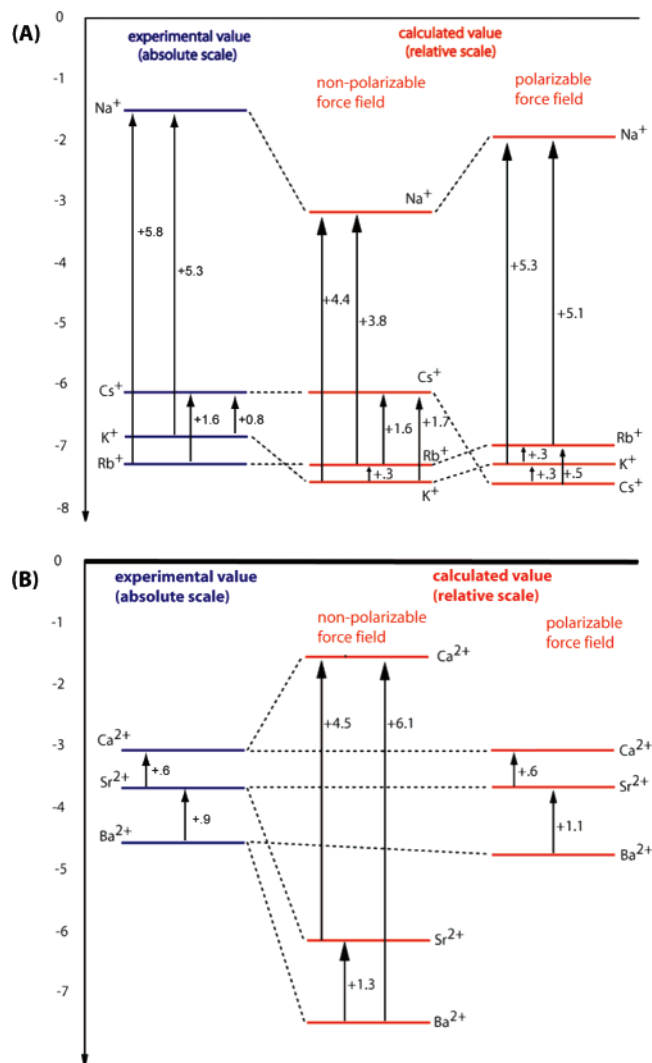 (A)
0
experimental value
(absolute scale)
calculated value
(relative scale)
-1
non-polarizable
force field
polarizable
force field
Na+
-2
Na+
Na+
-3
-4
+5.8
+5.3
+4.4
+3.8
+5.3
+5.1
-5
-6
Cs+
Cs+
+1.6
+0.8
+1.6
+1.7
K+
-7
Rb+
Rb+
+.3
K+
Rb+
+.3
K+
+.3
+.5
Cs+
-8
(B)
0
experimental value
(absolute scale)
calculated value
(relative scale)
-1
non-polarizable
force field
polarizable
force field
Ca2+
-2
+4.5
+6.1
-3
Ca2+
Ca2+
+.6
+.6
Sr2+
Sr2+
-4
+.9
+1.1
Ba2+
Ba2+
-5
-6
Sr2+
+1.3
-7
Ba2+